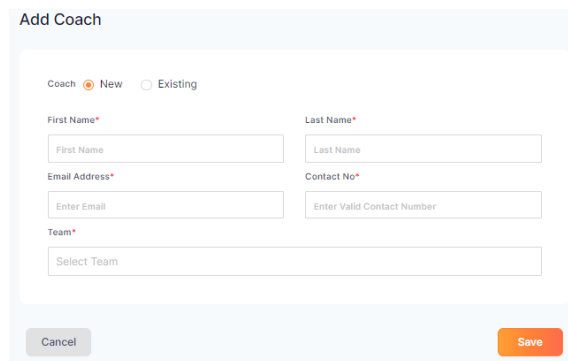 Add Coach
Coach New Existing
First Name* Last Name*
First Name Last Name
Email Address* Contact No*
Enter Email Enter Valid Contact Number
Team*
Select Team
Cancel Save